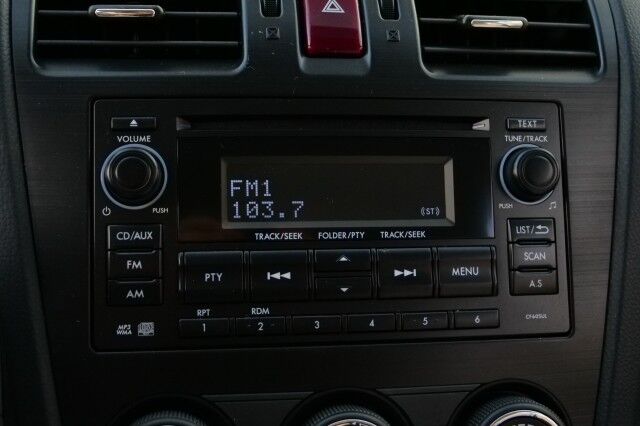 TEXT
VOLUME
TUNE/TRACK
FM1
103.7 (ST)
PUSH
PUSH
TRACK/SEEK FOLDER/PTY TRACK/SEEK
CD/AUX
LIST/
FM
PTY
MENU
SCAN
AM
A.S
RPT RDM
1 2 3 4 5 6
MP3
WMA